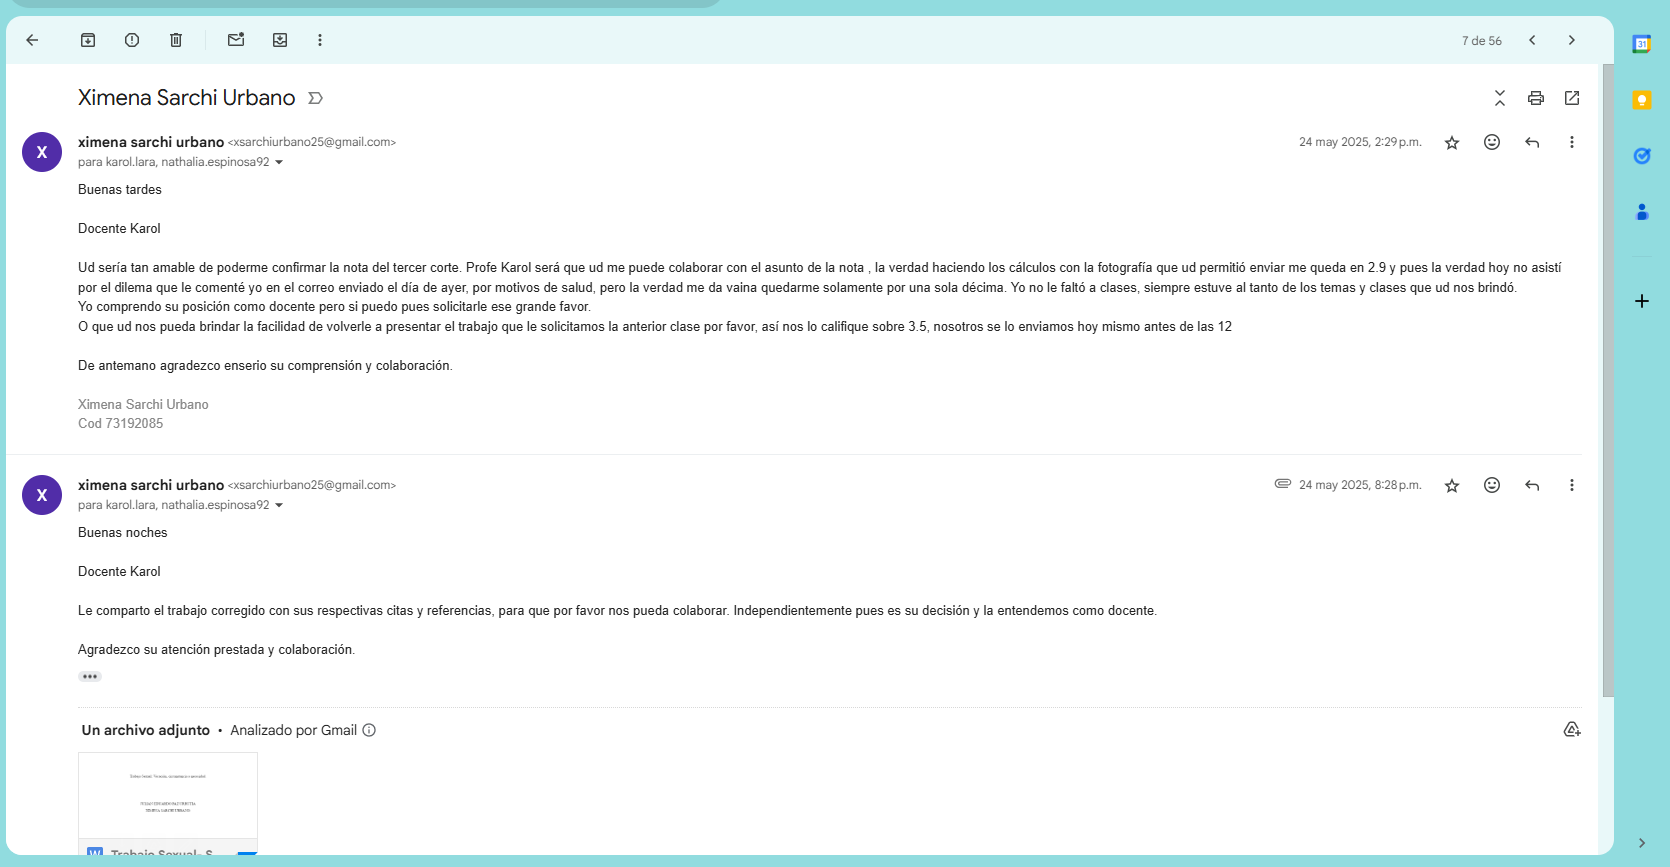 7 de 56
31
Ximena Sarchi Urbano
X
ximena sarchi urbano <xsarchiurbano25@gmail.com>
24 may 2025, 2:29 p.m.
para karol.lara, nathalia.espinosa92
Buenas tardes
Docente Karol
Ud sería tan amable de poderme confirmar la nota del tercer corte. Profe Karol será que ud me puede colaborar con el asunto de la nota , la verdad haciendo los cálculos con la fotografía que ud permitió enviar me queda en 2.9 y pues la verdad hoy no asistí
por el dilema que le comenté yo en el correo enviado el día de ayer, por motivos de salud, pero la verdad me da vaina quedarme solamente por una sola décima. Yo no le faltó a clases, siempre estuve al tanto de los temas y clases que ud nos brindó.
Yo comprendo su posición como docente pero si puedo pues solicitarle ese grande favor.
O que ud nos pueda brindar la facilidad de volverle a presentar el trabajo que le solicitamos la anterior clase por favor, así nos lo califique sobre 3.5, nosotros se lo enviamos hoy mismo antes de las 12
De antemano agradezco enserio su comprensión y colaboración.
Ximena Sarchi Urbano
Cod 73192085
X
ximena sarchi urbano <xsarchiurbano25@gmail.com>
24 may 2025, 8:28 p.m.
para karol.lara, nathalia.espinosa92
Buenas noches
Docente Karol
Le comparto el trabajo corregido con sus respectivas citas y referencias, para que por favor nos pueda colaborar. Independientemente pues es su decisión y la entendemos como docente.
Agradezco su atención prestada y colaboración.
Un archivo adjunto • Analizado por Gmail
W Trabajo Sexual- S